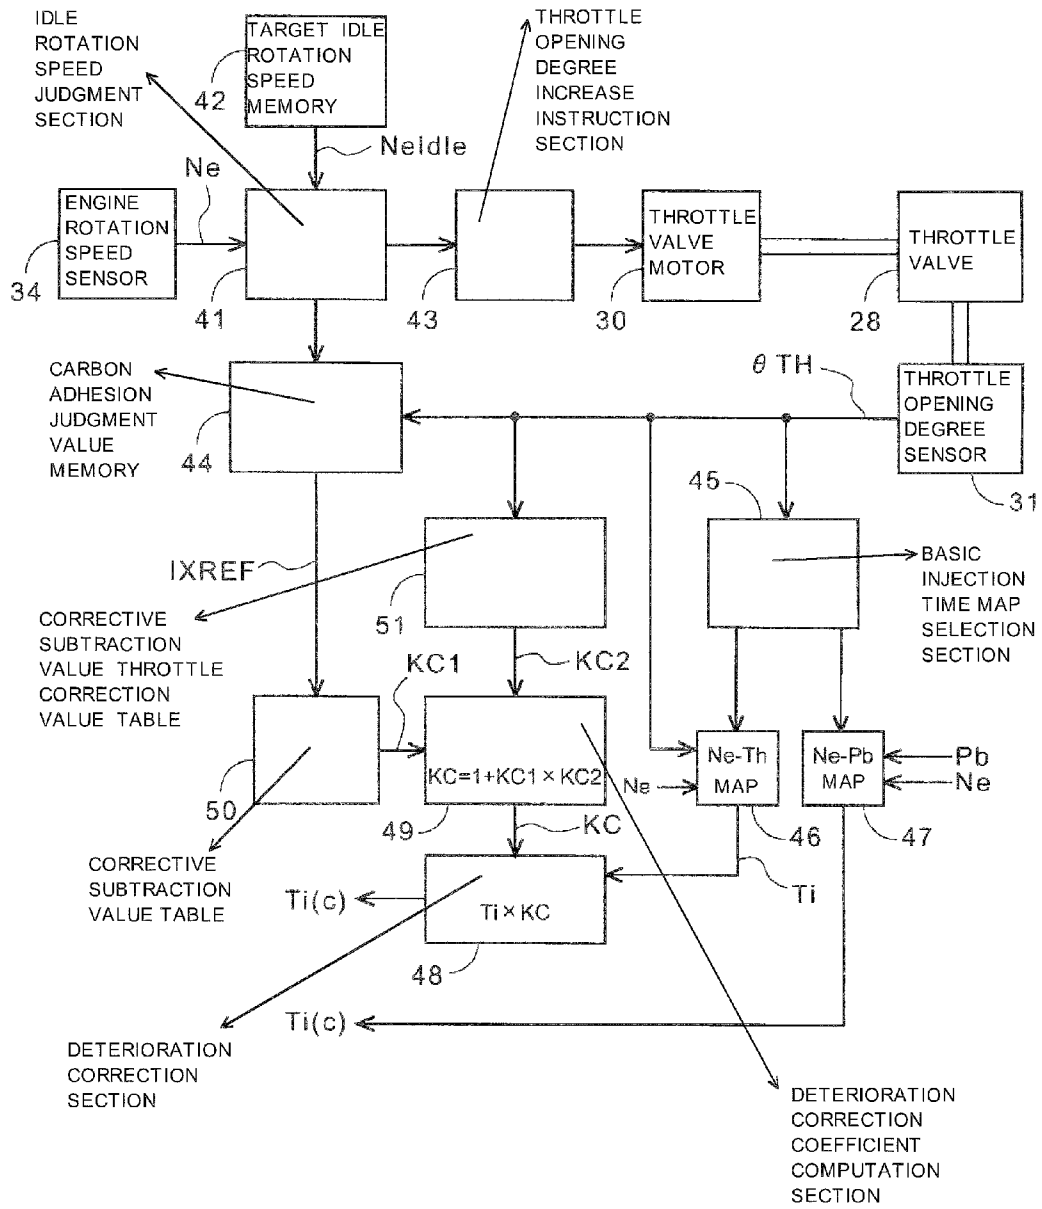 IDLE
ROTATION
SPEED
JUDGMENT
SECTION
TARGET IDLE
ROTATION
SPEED
MEMORY
42
THROTTLE
OPENING
DEGREE
INCREASE
INSTRUCTION
SECTION
Neidle
Ne
ENGINE
ROTATION
SPEED
SENSOR
34
41
43
THROTTLE
VALVE
MOTOR
30
THROTTLE
VALVE
28
CARBON
ADHESION
JUDGMENT
VALUE
MEMORY
44
θ TH
THROTTLE
OPENING
DEGREE
SENSOR
31
45
IXREF
51
BASIC
INJECTION
TIME MAP
SELECTION
SECTION
CORRECTIVE
SUBTRACTION
VALUE THROTTLE
CORRECTION
VALUE TABLE
KC1
KC2
50
KC=1+KC1×KC2
49
KC
Ne
Ne-Th
MAP
46
Ne-Pb
MAP
47
Pb
Ne
CORRECTIVE
SUBTRACTION
VALUE TABLE
Ti(c)
Ti×KC
48
Ti
Ti(c)
DETERIORATION
CORRECTION
SECTION
DETERIORATION
CORRECTION
COEFFICIENT
COMPUTATION
SECTION